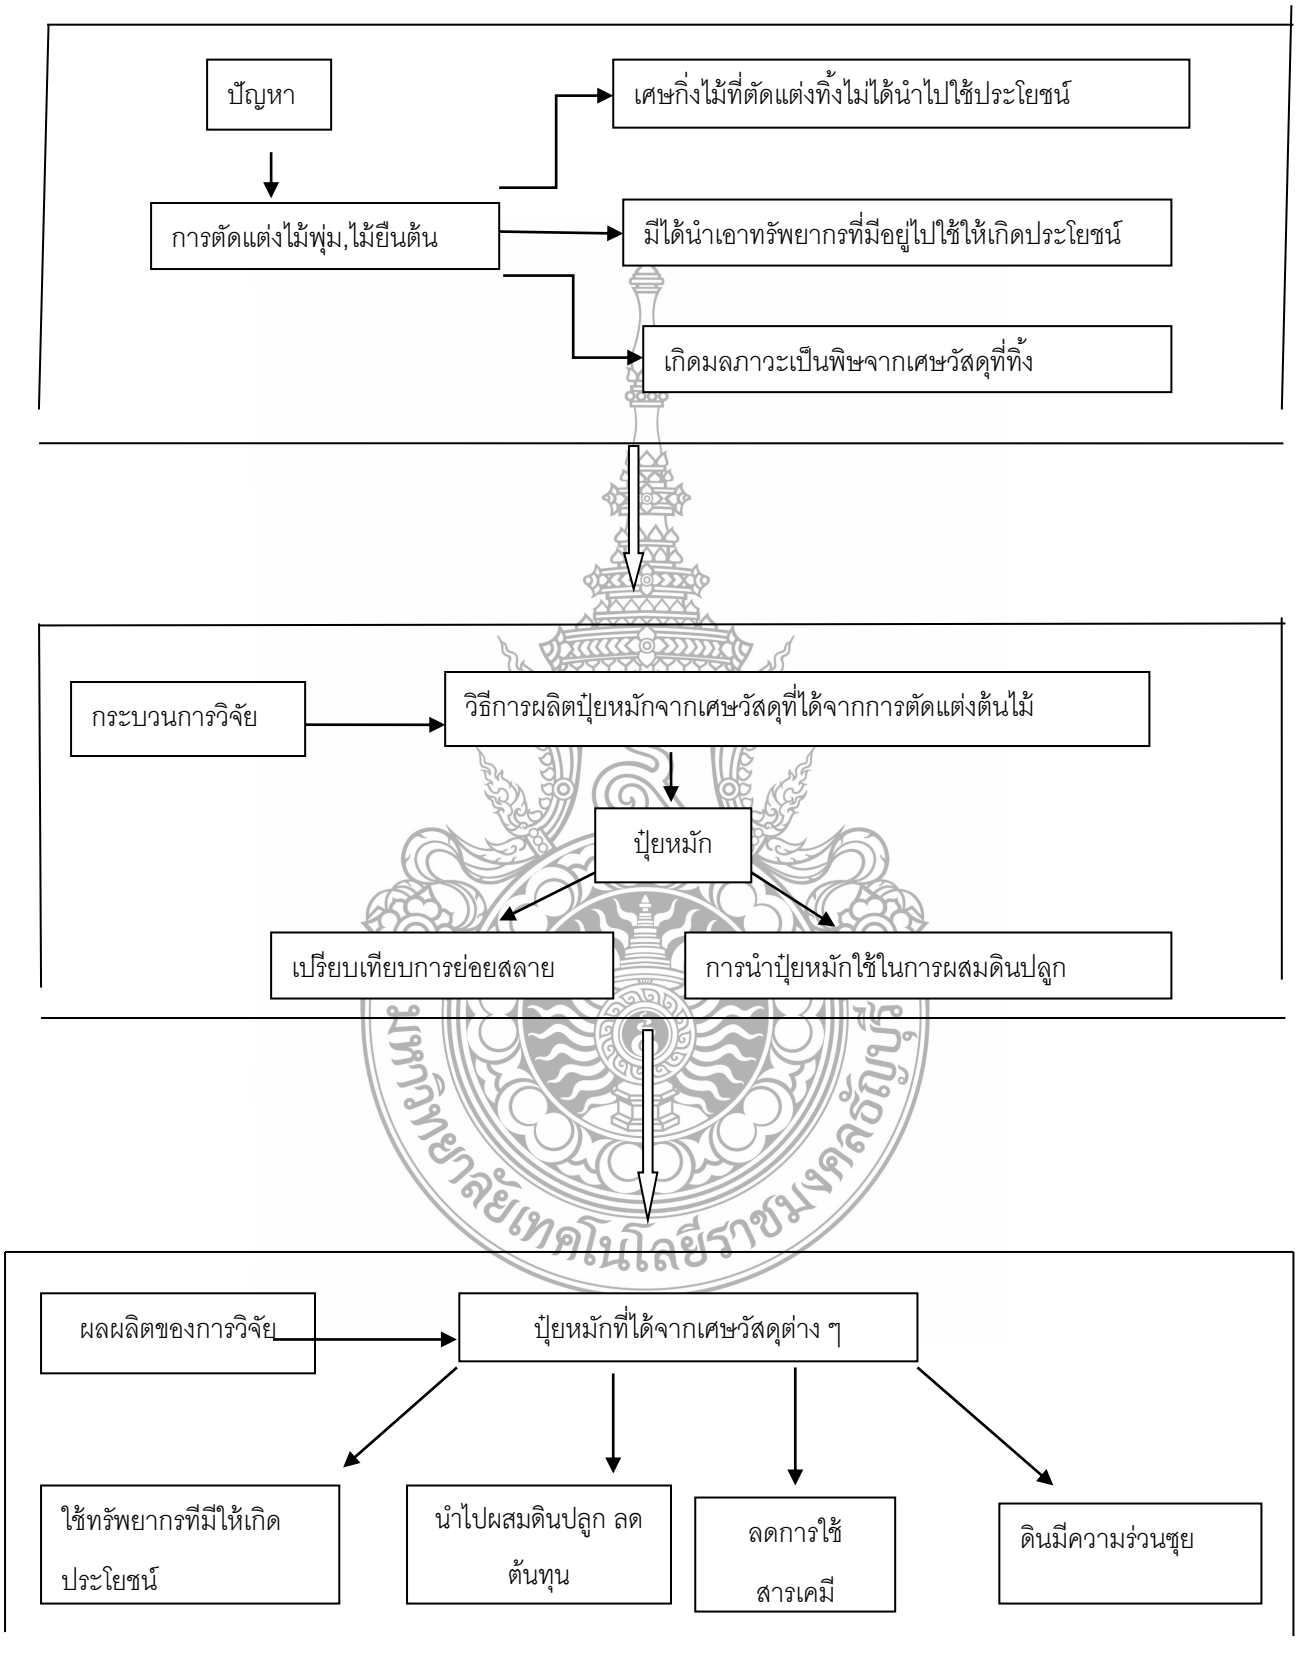 ปัญหา
เศษกิ่งไม้ที่ตัดแต่งทิ้งไม่ได้นำไปใช้ประโยชน์
การตัดแต่งไม้พุ่ม,ไม้ยืนต้น
มีได้นำเอาทรัพยากรที่มีอยู่ไปใช้ให้เกิดประโยชน์
เกิดมลภาวะเป็นพิษจากเศษวัสดุที่ทิ้ง
กระบวนการวิจัย
วิธีการผลิตปุ๋ยหมักจากเศษวัสดุที่ได้จากการตัดแต่งต้นไม้
ปุ๋ยหมัก
เปรียบเทียบการย่อยสลาย
การนำปุ๋ยหมักใช้ในการผสมดินปลูก
มหาวิทยาลัยเทคโนโลยีราชมงคลธัญบุรี
ผลผลิตของการวิจัย
ปุ๋ยหมักที่ได้จากเศษวัสดุต่าง ๆ
ใช้ทรัพยากรที่มีให้เกิด
ประโยชน์
นำไปผสมดินปลูก ลด
ต้นทุน
ลดการใช้
สารเคมี
ดินมีความร่วนซุย